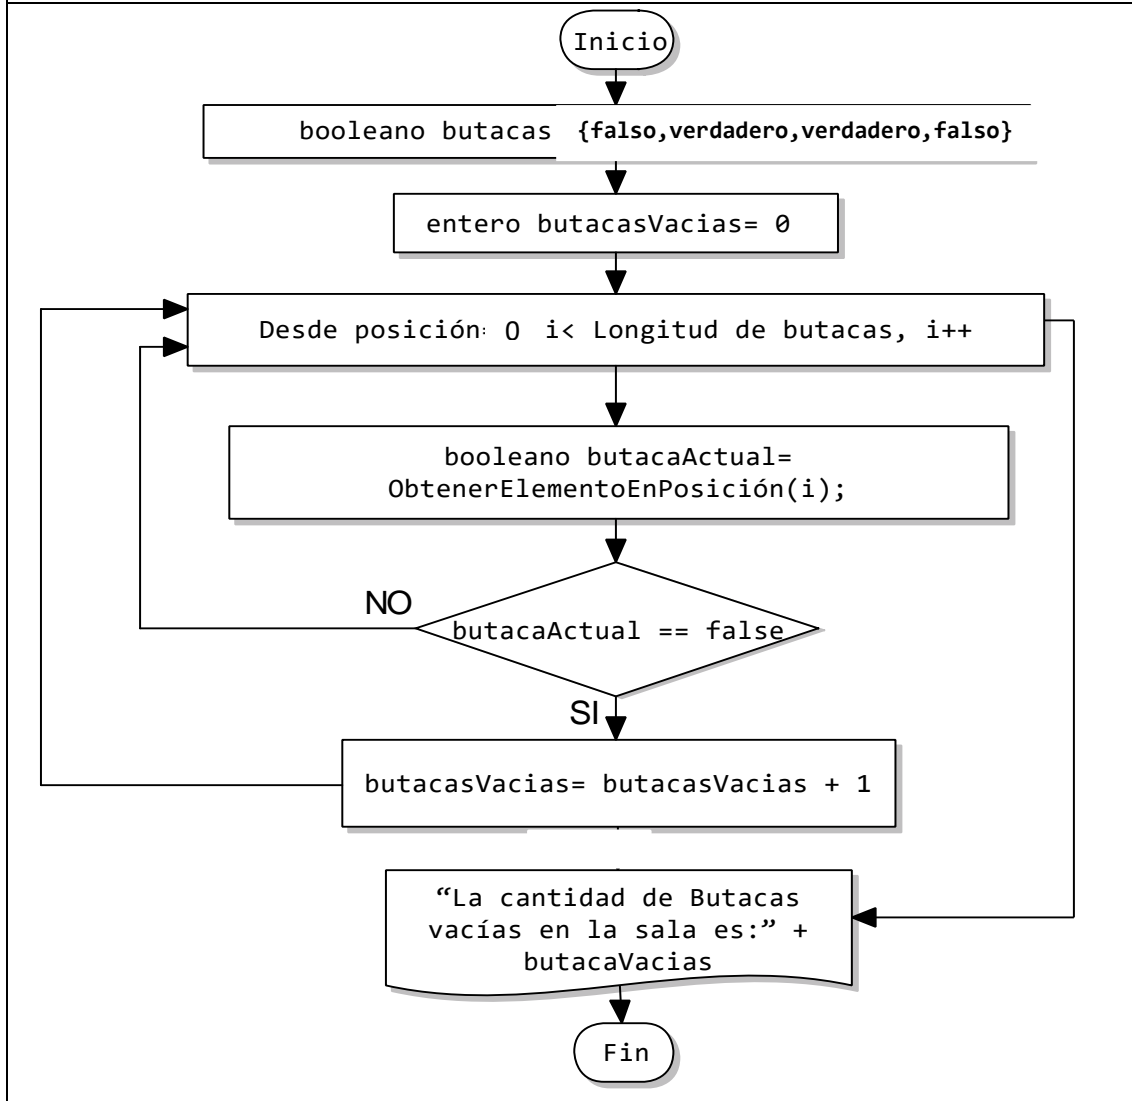 Inicio
booleano butacas {falso,verdadero,verdadero,falso}
entero butacasVacias= 0
Desde posición: 0 i< Longitud de butacas, i++
booleano butacaActual=
ObtenerElementoEnPosición(i);
NO
butacaActual == false
SI
butacasVacias= butacasVacias + 1
“La cantidad de Butacas
vacías en la sala es:” +
butacaVacias
Fin